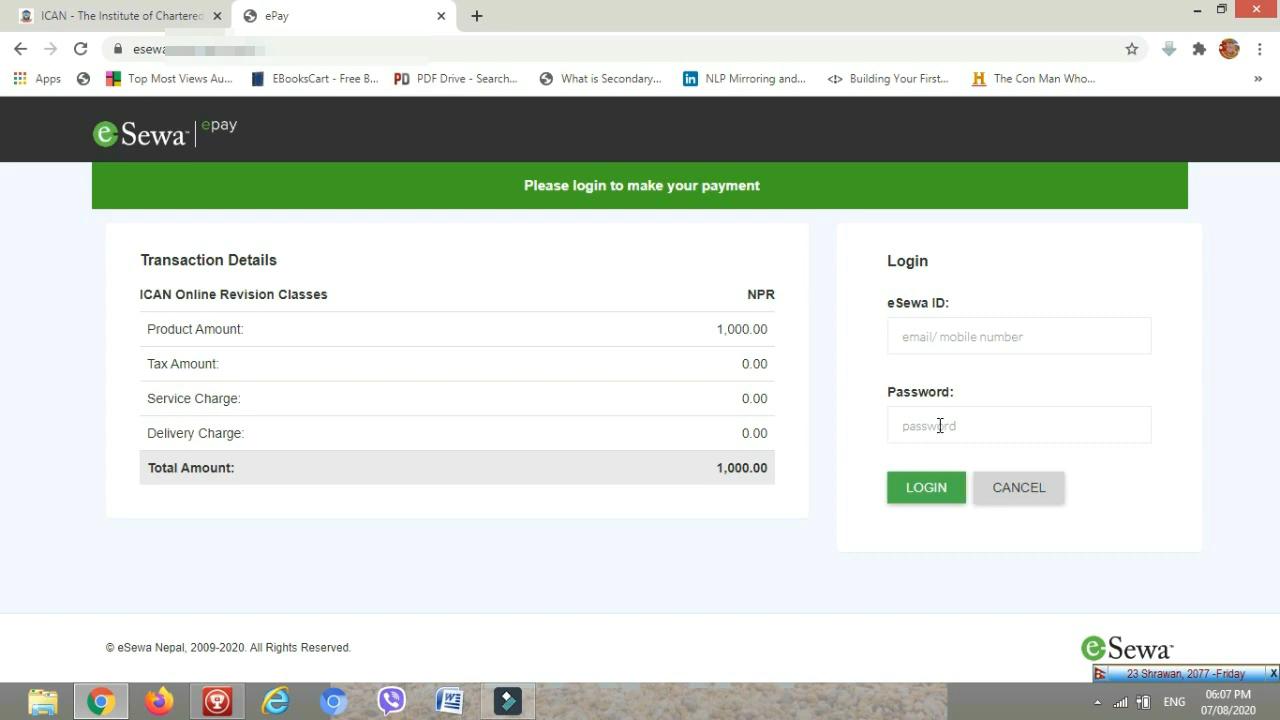 ICAN - The Institute of Chartered
ePay
esewa
Apps
Top Most Views Au...
EBooksCart - Free B...
PDF Drive - Search...
What is Secondary...
NLP Mirroring and...
Building Your First...
The Con Man Who...
eSewa | epay
Please login to make your payment
Transaction Details
ICAN Online Revision Classes NPR
Product Amount: 1,000.00
Tax Amount: 0.00
Service Charge: 0.00
Delivery Charge: 0.00
Total Amount: 1,000.00
Login
eSewa ID:
email/ mobile number
Password:
password
LOGIN
CANCEL
© eSewa Nepal, 2009-2020. All Rights Reserved.
eSewa
23 Shrawan, 2077 -Friday X
ENG
06:07 PM
07/08/2020